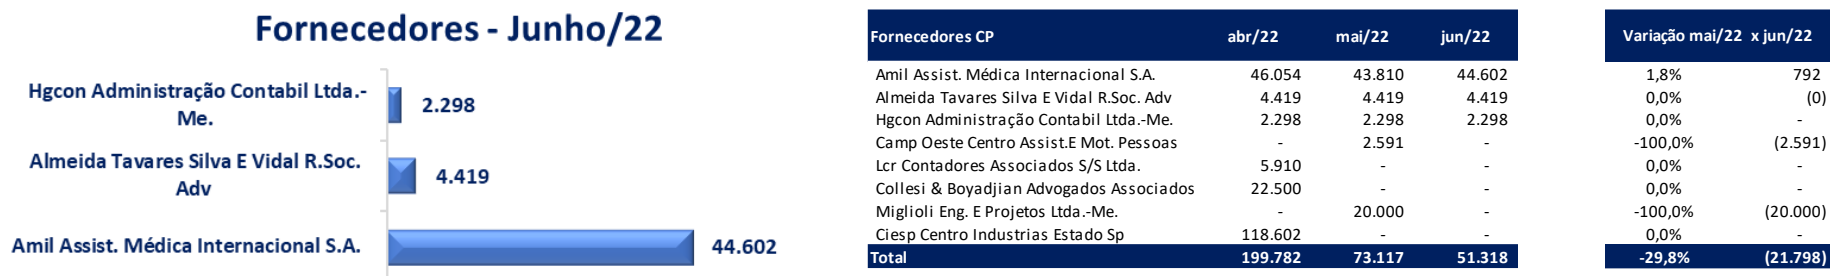 Fornecedores - Junho/22
Hgcon Administração Contabil Ltda.-
Me.
2.298
Almeida Tavares Silva E Vidal R.Soc.
Adv
4.419
Amil Assist. Médica Internacional S.A.
44.602
Fornecedores CP abr/22 mai/22 jun/22 Variação mai/22 x jun/22
Amil Assist. Médica Internacional S.A. 46.054 43.810 44.602 1,8% 792
Almeida Tavares Silva E Vidal R.Soc. Adv 4.419 4.419 4.419 0,0% (0)
Hgcon Administração Contabil Ltda.-Me. 2.298 2.298 2.298 0,0% -
Camp Oeste Centro Assist.E Mot. Pessoas - 2.591 - -100,0% (2.591)
Lcr Contadores Associados S/S Ltda. 5.910 - - 0,0% -
Collesi & Boyadjian Advogados Associados 22.500 - - 0,0% -
Miglioli Eng. E Projetos Ltda.-Me. - 20.000 - -100,0% (20.000)
Ciesp Centro Industrias Estado Sp 118.602 - - 0,0% -
Total 199.782 73.117 51.318 -29,8% (21.798)